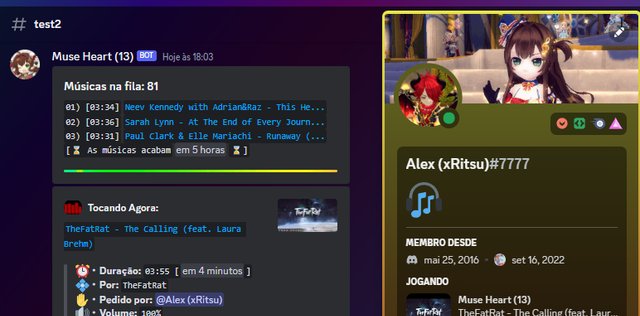 test2
Muse Heart (13) BOT Hoje às 18:03
Músicas na fila: 81
01) [03:34] Neev Kennedy with Adrian&Raz - This He...
02) [03:36] Sarah Lynn - At The End of Every Journ...
03) [03:31] Paul Clark & Elle Mariachi - Runaway (...
[⌛ As músicas acabam em 5 horas ⌛]
Tocando Agora:
TheFatRat - The Calling (feat. Laura
Brehm)
TheFatRat
• Duração: 03:55 [ em 4 minutos ]
• Por: TheFatRat
• Pedido por: @Alex (xRitsu)
• Volume: 100%
Alex (xRitsu)#7777
MEMBRO DESDE
mai 25, 2016 • set 16, 2022
JOGANDO
Muse Heart (13)
TheFatRat - The Calling (feat. Laur...